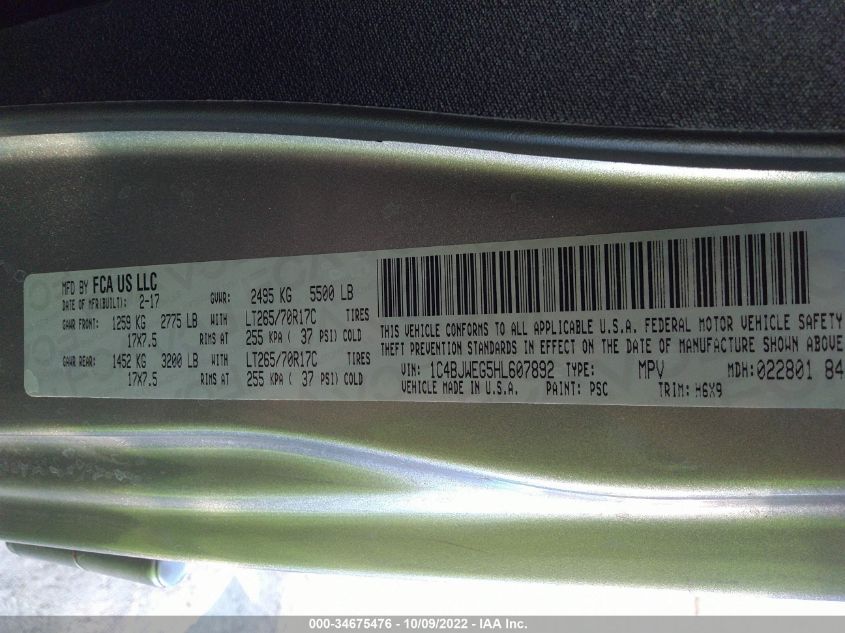 MFD BY FCA US LLC
DATE OF MFR(BUILT): 2-17 GVWR: 2495 KG 5500 LB
GAWR FRONT: 1259 KG 2775 LB WITH LT265/70R17C TIRES
17X7.5 RIMS AT 255 KPA ( 37 PSI) COLD
GAWR REAR: 1452 KG 3200 LB WITH LT265/70R17C TIRES
17X7.5 RIMS AT 255 KPA ( 37 PSI) COLD
THIS VEHICLE CONFORMS TO ALL APPLICABLE U.S.A. FEDERAL MOTOR VEHICLE SAFETY
THEFT PREVENTION STANDARDS IN EFFECT ON THE DATE OF MANUFACTURE SHOWN ABOVE
VIN: 1C4BJWEG5HL607892 TYPE: MPV MDH: 022801 84
VEHICLE MADE IN U.S.A. PAINT: PSC TRIM: H6X9
000-34675476 - 10/09/2022 - IAA Inc.